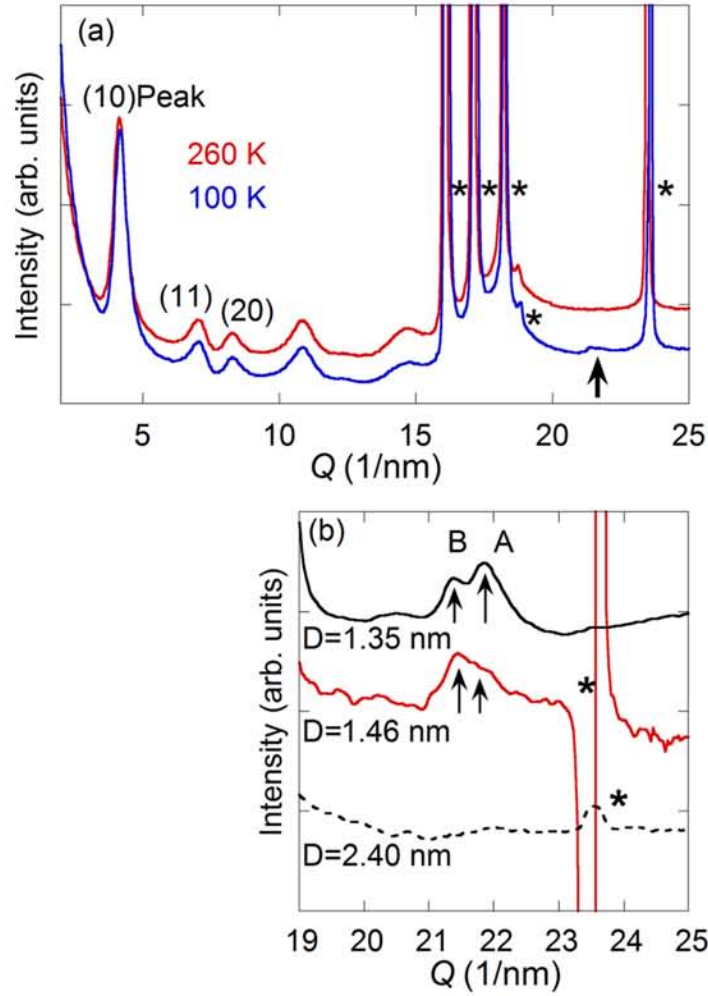 (a)
(10)Peak
260 K
100 K
(11)
(20)
* * * *
*
Intensity (arb. units)
5 10 15 20 25
Q (1/nm)
(b)
B A
D=1.35 nm
*
D=1.46 nm
*
D=2.40 nm
Intensity (arb. units)
19 20 21 22 23 24 25
Q (1/nm)